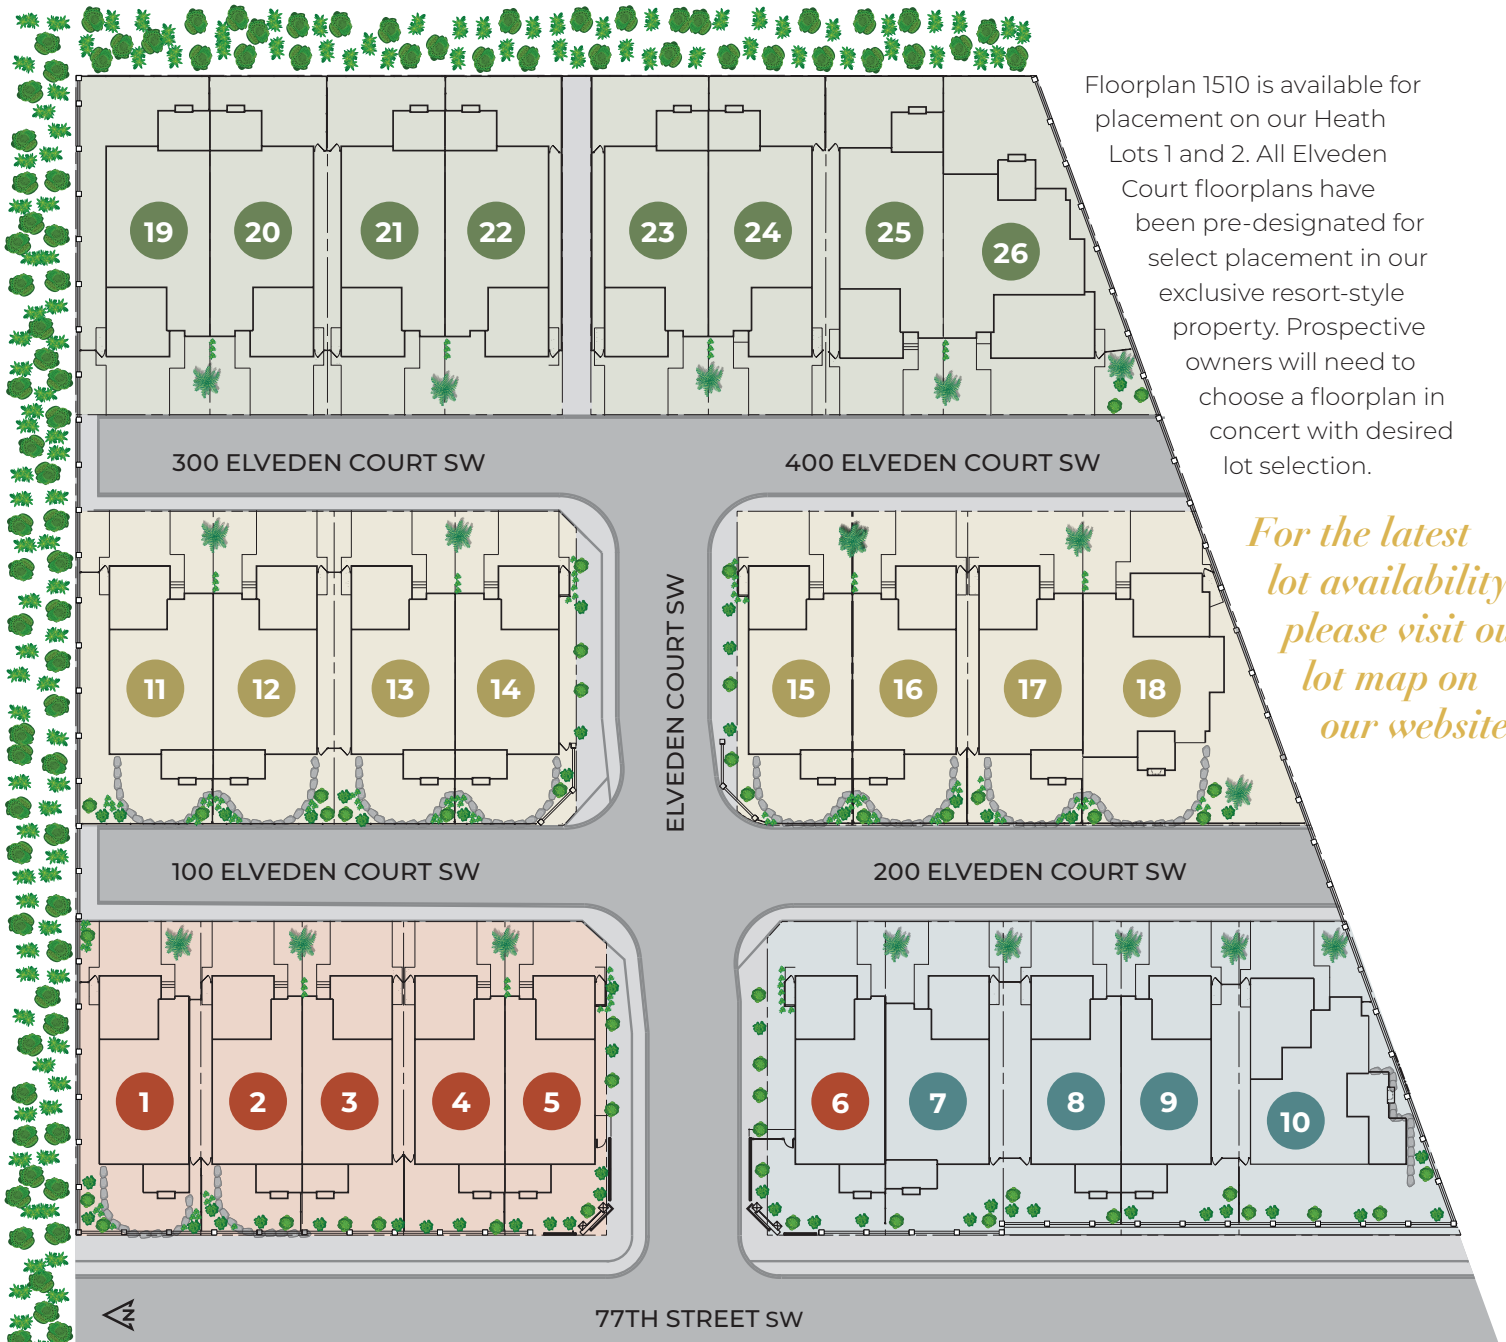 Floorplan 1510 is available for
placement on our Heath
Lots 1 and 2. All Elveden
Court floorplans have
been pre-designated for
select placement in our
exclusive resort-style
property. Prospective
owners will need to
choose a floorplan in
concert with desired
lot selection.
For the latest
lot availability
please visit ou
lot map on
our website
19 20 21 22 23 24 25 26
300 ELVEDEN COURT SW
400 ELVEDEN COURT SW
ELVEDEN COURT SW
11 12 13 14 15 16 17 18
100 ELVEDEN COURT SW
200 ELVEDEN COURT SW
1 2 3 4 5 6 7 8 9 10
N
77TH STREET SW